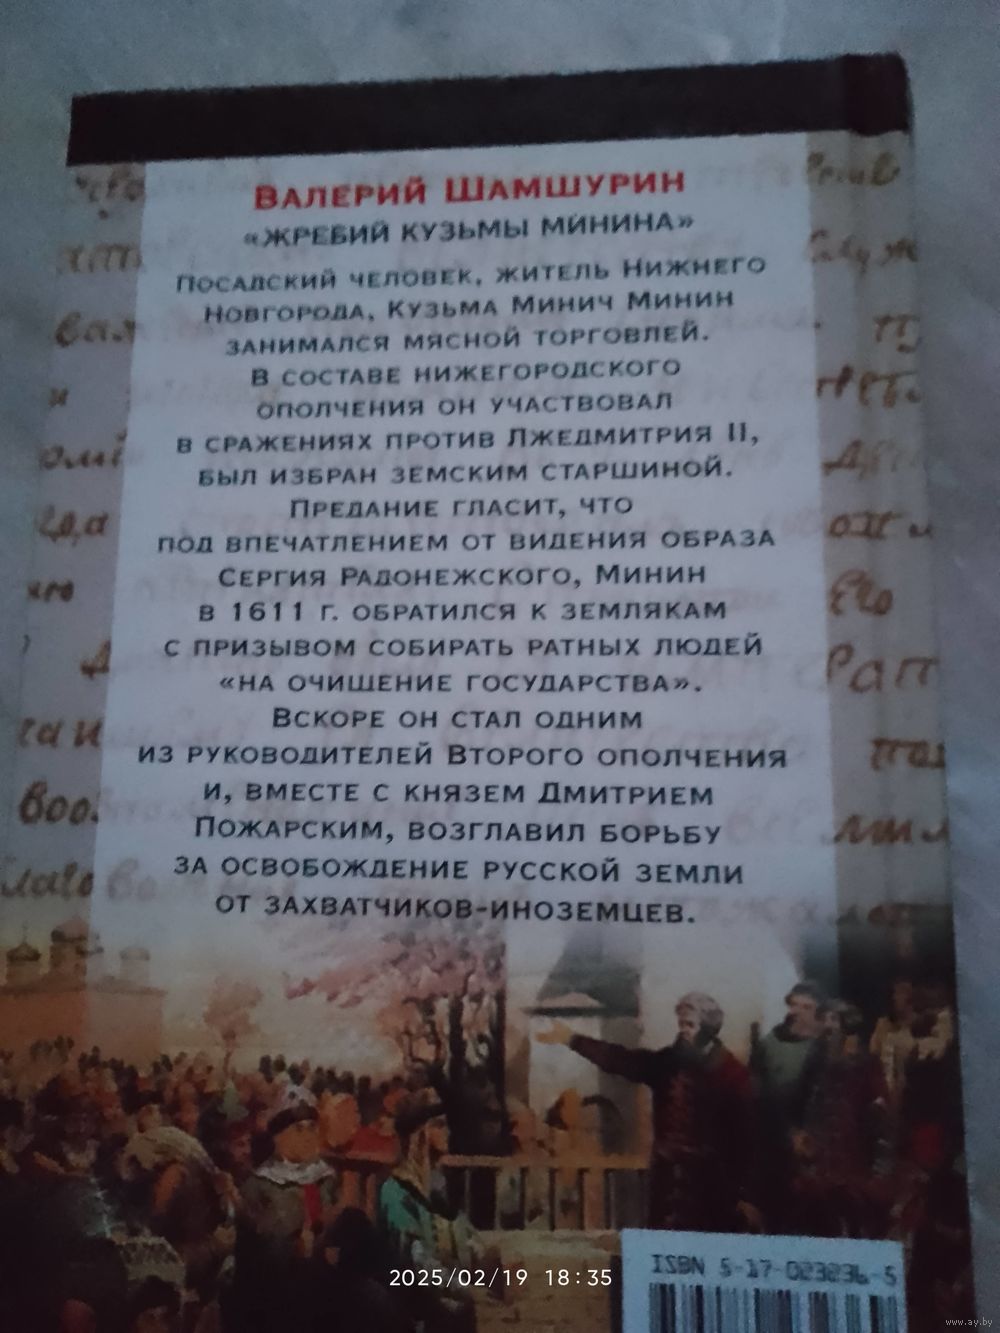 Валерий Шамшурин
«Жребий Кузьмы Минина»
Посадский человек, житель Нижнего
Новгорода, Кузьма Минич Минин
занимался мясной торговлей.
В составе нижегородского
ополчения он участвовал
в сражениях против Лжедмитрия II,
был избран земским старшиной.
Предание гласит, что
под впечатлением от видения образа
Сергия Радонежского, Минин
в 1611 г. обратился к землякам
с призывом собирать ратных людей
«на очищение государства».
Вскоре он стал одним
из руководителей Второго ополчения
и, вместе с князем Дмитрием
Пожарским, возглавил борьбу
за освобождение русской земли
от захватчиков-иноземцев.
ISBN 5-17-023236-5
2025/02/19 18:35
www.ay.by